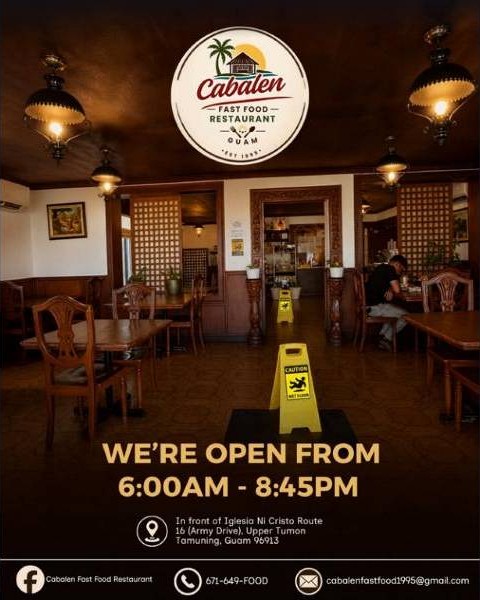 Cabalen
FAST FOOD
RESTAURANT
GUAM
• EST 1995 •
CAUTION
WET FLOOR
WE'RE OPEN FROM
6:00AM - 8:45PM
In front of Iglesia Ni Cristo Route
16 (Army Drive), Upper Tumon
Tamuning, Guam 96913
Cabalen Fast Food Restaurant
671-649-FOOD
cabalenfastfood1995@gmail.com